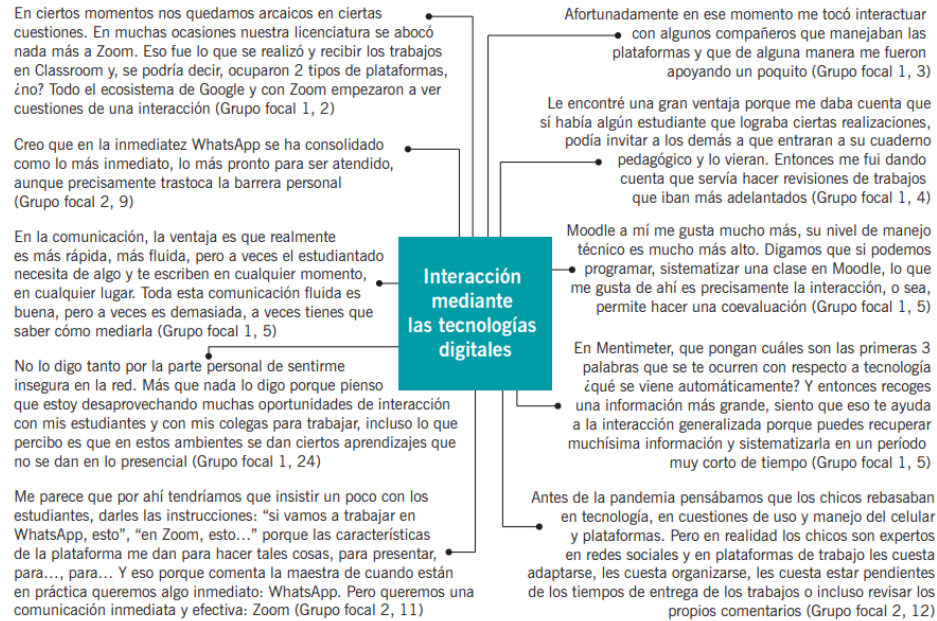 En ciertos momentos nos quedamos arcaicos en ciertas
cuestiones. En muchas ocasiones nuestra licenciatura se abocó
nada más a Zoom. Eso fue lo que se realizó y recibir los trabajos
en Classroom y, se podría decir, ocuparon 2 tipos de plataformas,
¿no? Todo el ecosistema de Google y con Zoom empezaron a ver
cuestiones de una interacción (Grupo focal 1, 2)
Creo que en la inmediatez WhatsApp se ha consolidado
como lo más inmediato, lo más pronto para ser atendido,
aunque precisamente trastoca la barrera personal
(Grupo focal 2, 9)
En la comunicación, la ventaja es que realmente
es más rápida, más fluida, pero a veces el estudiantado
necesita de algo y te escriben en cualquier momento,
en cualquier lugar. Toda esta comunicación fluida es
buena, pero a veces es demasiada, a veces tienes que
saber cómo mediarla (Grupo focal 1, 5)
No lo digo tanto por la parte personal de sentirme
insegura en la red. Más que nada lo digo porque pienso
que estoy desaprovechando muchas oportunidades de interacción
con mis estudiantes y con mis colegas para trabajar, incluso lo que
percibo es que en estos ambientes se dan ciertos aprendizajes que
no se dan en lo presencial (Grupo focal 1, 24)
Me parece que por ahí tendríamos que insistir un poco con los
estudiantes, darles las instrucciones: “si vamos a trabajar en
WhatsApp, esto”, “en Zoom, esto…” porque las características
de la plataforma me dan para hacer tales cosas, para presentar,
para…, para… Y eso porque comenta la maestra de cuando están
en práctica queremos algo inmediato: WhatsApp. Pero queremos una
comunicación inmediata y efectiva: Zoom (Grupo focal 2, 11)
Interacción
mediante
las tecnologías
digitales
Afortunadamente en ese momento me tocó interactuar
con algunos compañeros que manejaban las
plataformas y que de alguna manera me fueron
apoyando un poquito (Grupo focal 1, 3)
Le encontré una gran ventaja porque me daba cuenta que
sí había algún estudiante que lograba ciertas realizaciones,
podía invitar a los demás a que entraran a su cuaderno
pedagógico y lo vieran. Entonces me fui dando
cuenta que servía hacer revisiones de trabajos
que iban más adelantados (Grupo focal 1, 4)
Moodle a mí me gusta mucho más, su nivel de manejo
técnico es mucho más alto. Digamos que si podemos
programar, sistematizar una clase en Moodle, lo que
me gusta de ahí es precisamente la interacción, o sea,
permite hacer una coevaluación (Grupo focal 1, 5)
En Mentimeter, que pongan cuáles son las primeras 3
palabras que se te ocurren con respecto a tecnología
¿qué se viene automáticamente? Y entonces recoges
una información más grande, siento que eso te ayuda
a la interacción generalizada porque puedes recuperar
muchísima información y sistematizarla en un período
muy corto de tiempo (Grupo focal 1, 5)
Antes de la pandemia pensábamos que los chicos rebasaban
en tecnología, en cuestiones de uso y manejo del celular
y plataformas. Pero en realidad los chicos son expertos
en redes sociales y en plataformas de trabajo les cuesta
adaptarse, les cuesta organizarse, les cuesta estar pendientes
de los tiempos de entrega de los trabajos o incluso revisar los
propios comentarios (Grupo focal 2, 12)